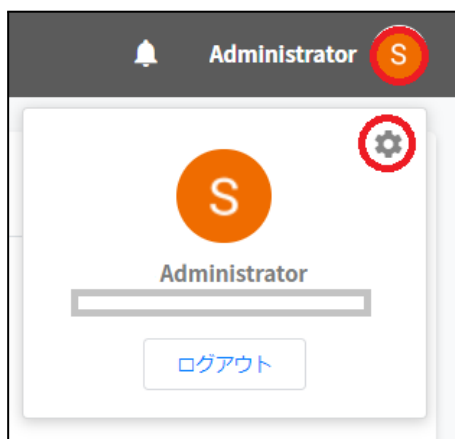 Administrator S
S
Administrator
ログアウト